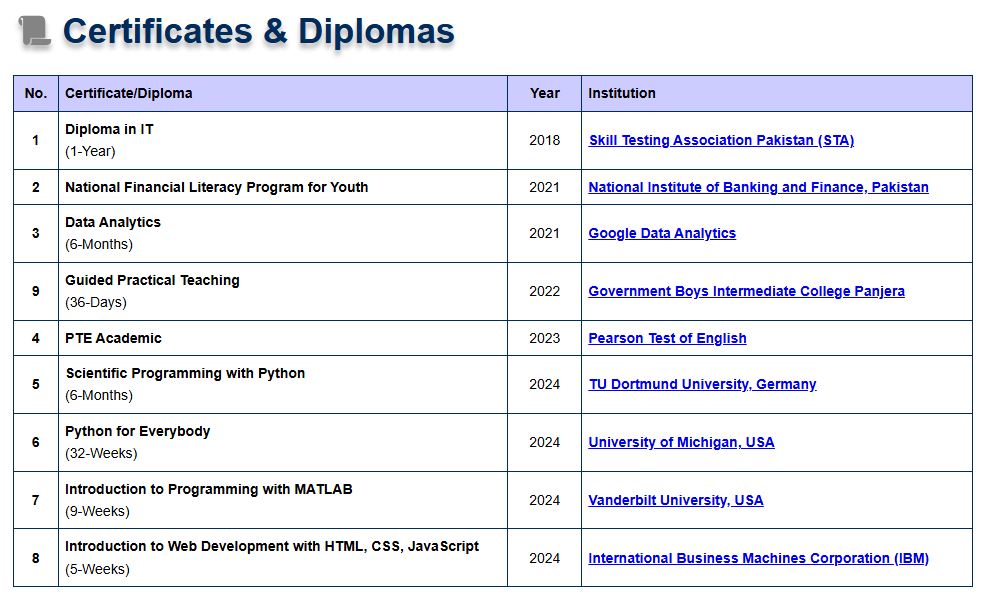 Certificates & Diplomas
No. Certificate/Diploma Year Institution
1 Diploma in IT 2018 Skill Testing Association Pakistan (STA)
(1-Year)
2 National Financial Literacy Program for Youth 2021 National Institute of Banking and Finance, Pakistan
3 Data Analytics 2021 Google Data Analytics
(6-Months)
9 Guided Practical Teaching 2022 Government Boys Intermediate College Panjera
(36-Days)
4 PTE Academic 2023 Pearson Test of English
5 Scientific Programming with Python 2024 TU Dortmund University, Germany
(6-Months)
6 Python for Everybody 2024 University of Michigan, USA
(32-Weeks)
7 Introduction to Programming with MATLAB 2024 Vanderbilt University, USA
(9-Weeks)
8 Introduction to Web Development with HTML, CSS, JavaScript 2024 International Business Machines Corporation (IBM)
(5-Weeks)